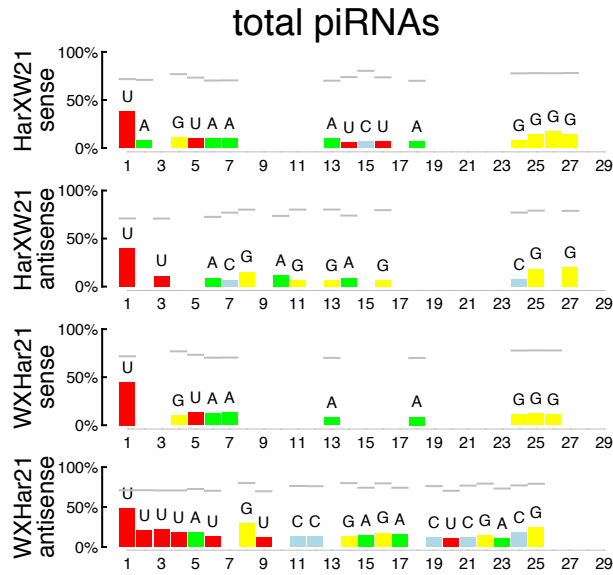 total piRNAs
HarXW21
sense
100%
50%
0%
U A G U A A A U C U A G G G G
1 3 5 7 9 11 13 15 17 19 21 23 25 27 29
HarXW21
antisense
100%
50%
0%
U U A C G A G G A G C G G
1 3 5 7 9 11 13 15 17 19 21 23 25 27 29
WXHar21
sense
100%
50%
0%
U G U A A A A G G G
1 3 5 7 9 11 13 15 17 19 21 23 25 27 29
WXHar21
antisense
100%
50%
0%
U U U U A U G U C C G A G A C U C G A C G
1 3 5 7 9 11 13 15 17 19 21 23 25 27 29